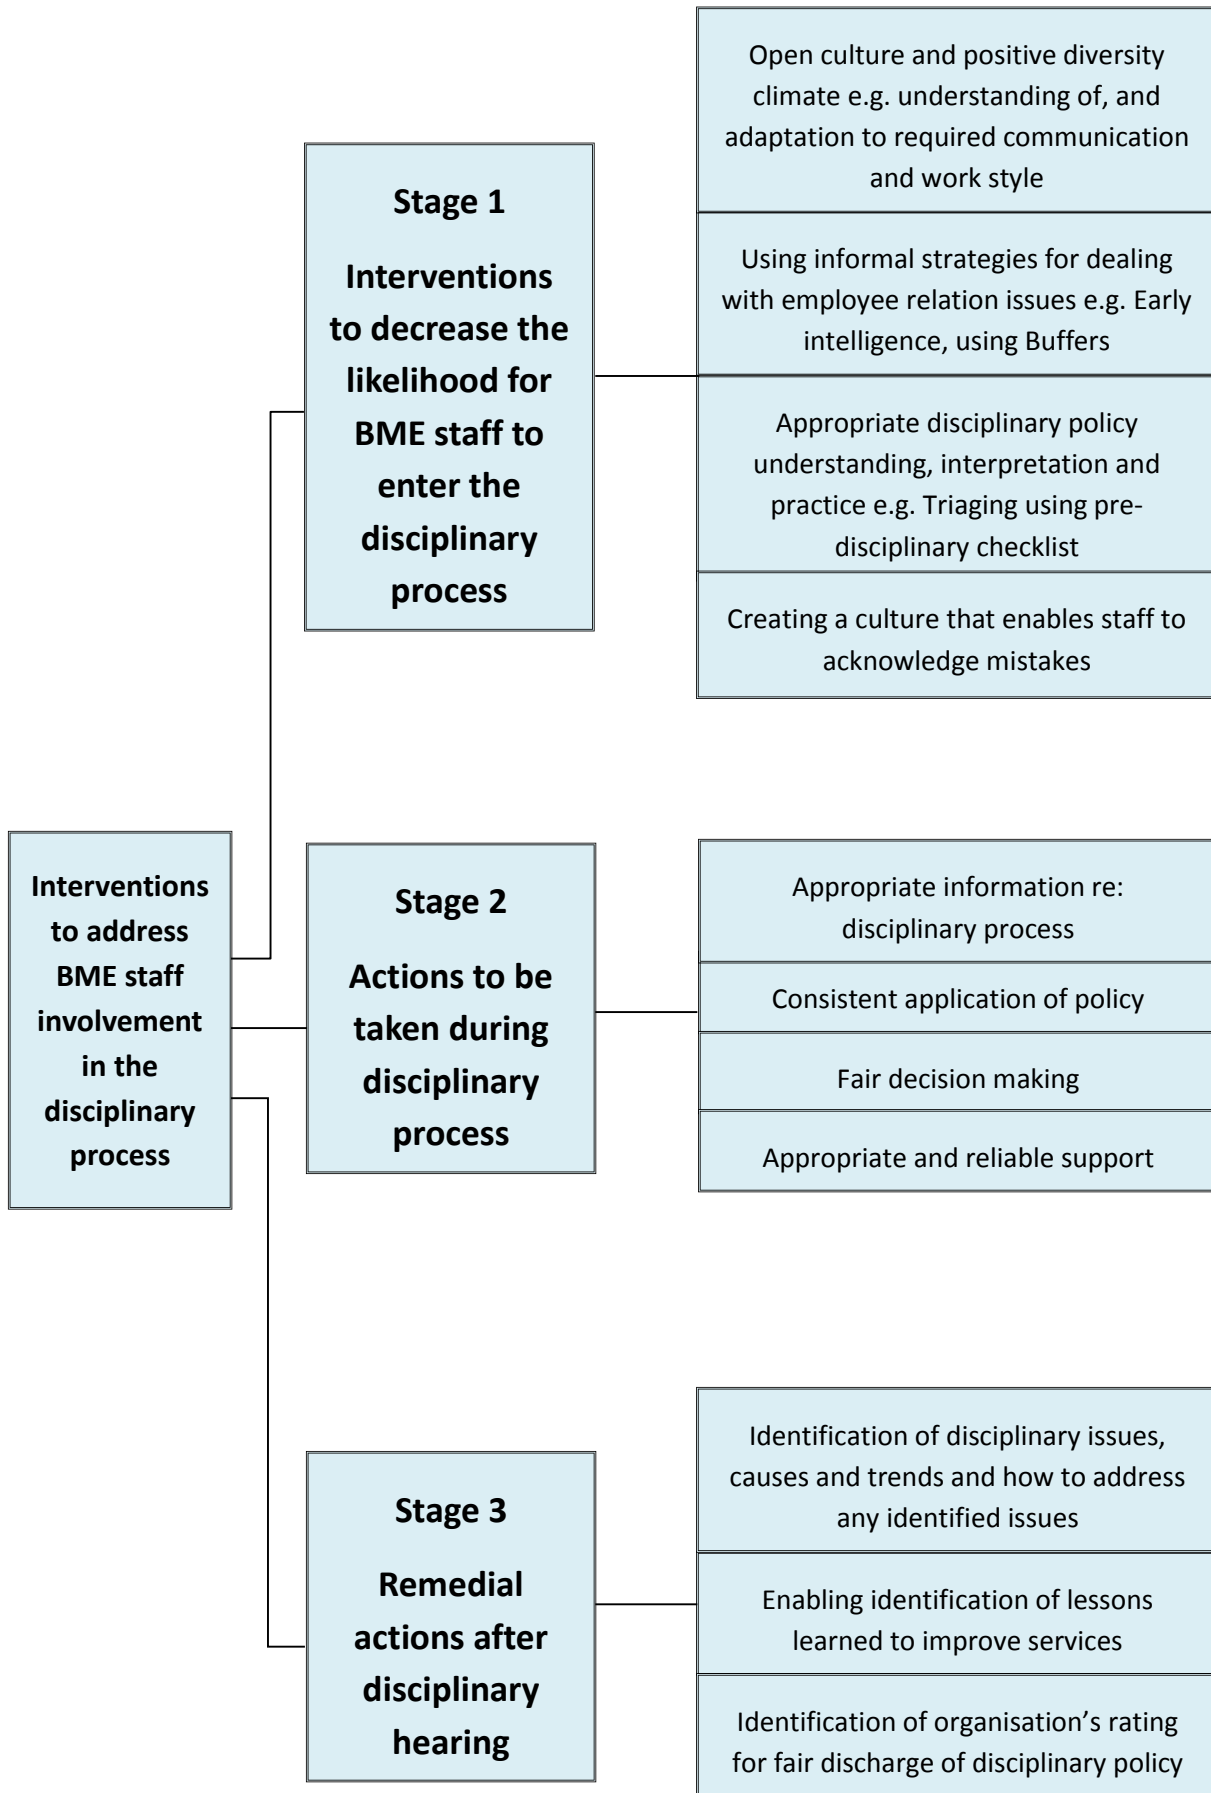 Interventions
to address
BME staff
involvement
in the
disciplinary
process
Stage 1
Interventions
to decrease the
likelihood for
BME staff to
enter the
disciplinary
process
Open culture and positive diversity
climate e.g. understanding of, and
adaptation to required communication
and work style
Using informal strategies for dealing
with employee relation issues e.g. Early
intelligence, using Buffers
Appropriate disciplinary policy
understanding, interpretation and
practice e.g. Triaging using pre-
disciplinary checklist
Creating a culture that enables staff to
acknowledge mistakes
Stage 2
Actions to be
taken during
disciplinary
process
Appropriate information re:
disciplinary process
Consistent application of policy
Fair decision making
Appropriate and reliable support
Stage 3
Remedial
actions after
disciplinary
hearing
Identification of disciplinary issues,
causes and trends and how to address
any identified issues
Enabling identification of lessons
learned to improve services
Identification of organisation’s rating
for fair discharge of disciplinary policy